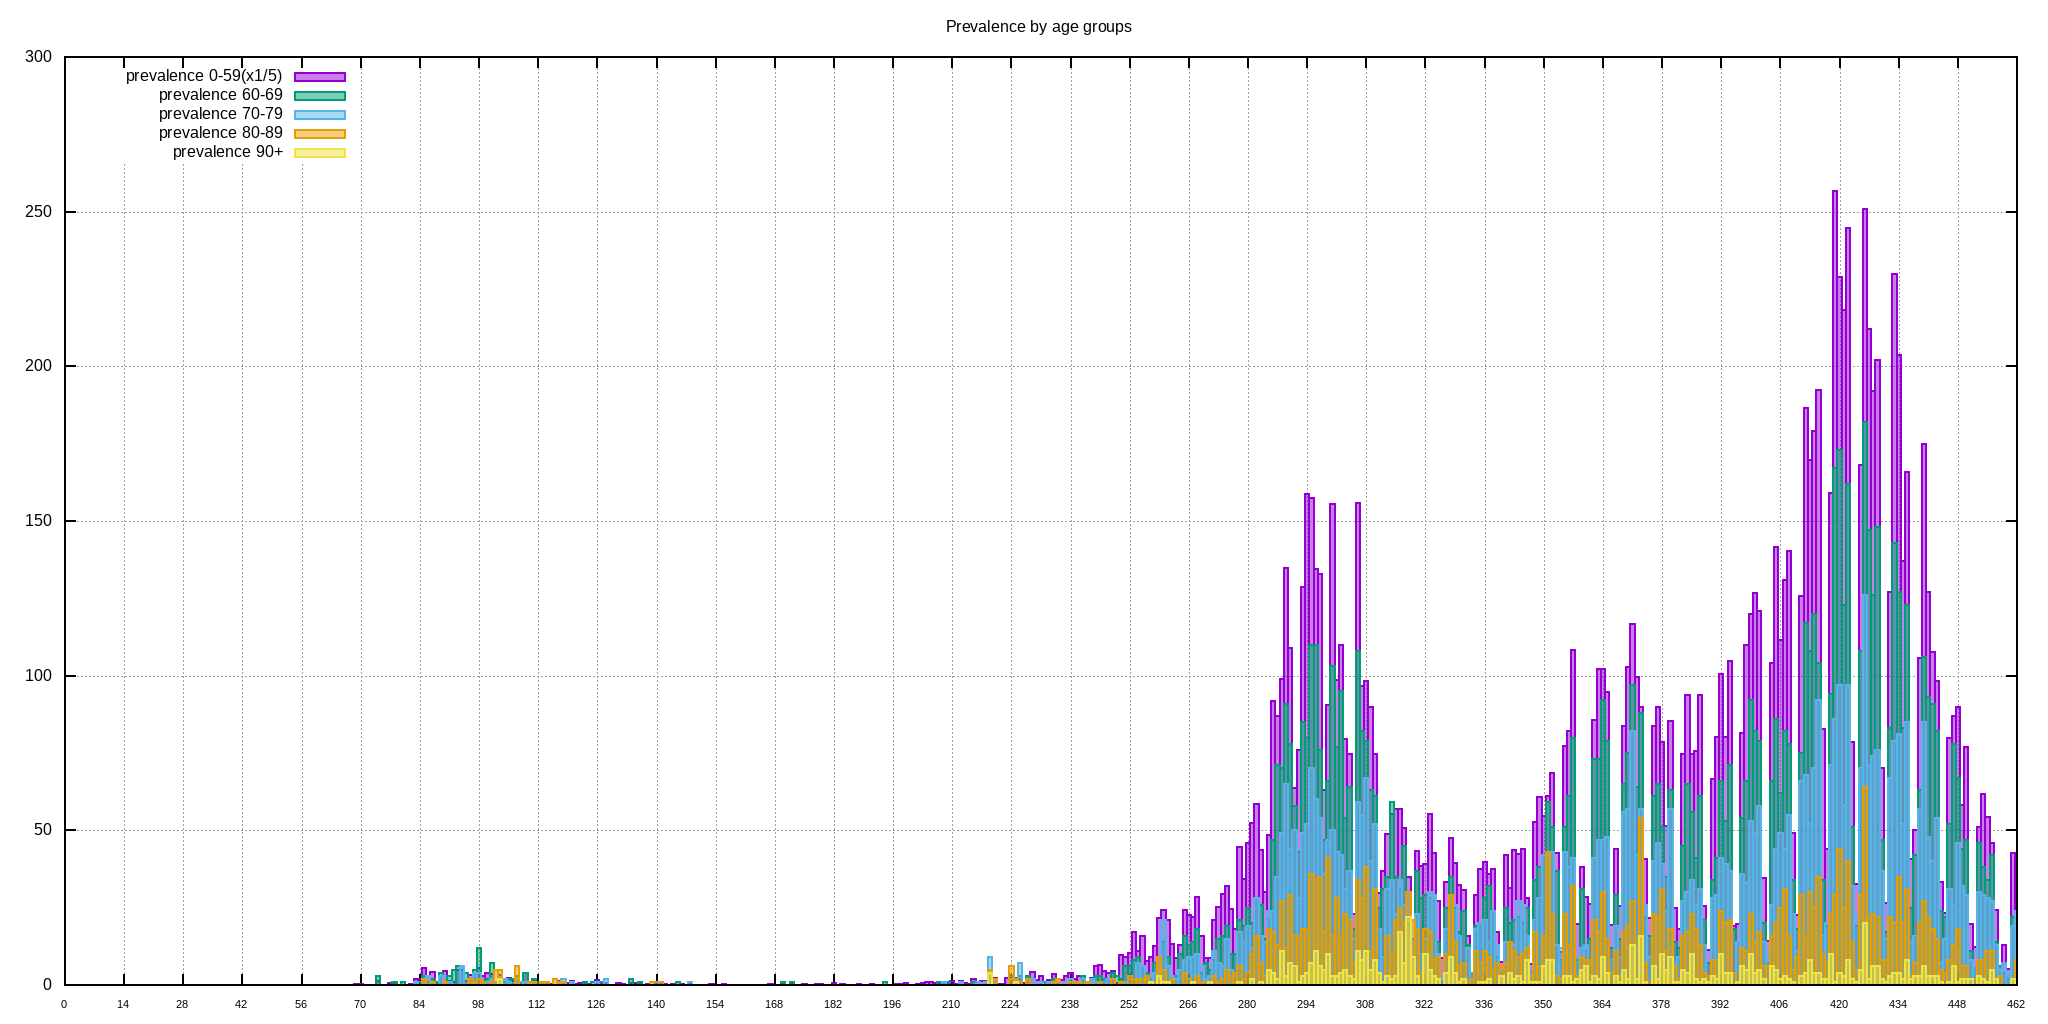 Prevalence by age groups
300
250
200
150
100
50
0
prevalence 0-59(x1/5)
prevalence 60-69
prevalence 70-79
prevalence 80-89
prevalence 90+
0 14 28 42 56 70 84 98 112 126 140 154 168 182 196 210 224 238 252 266 280 294 308 322 336 350 364 378 392 406 420 434 448 462